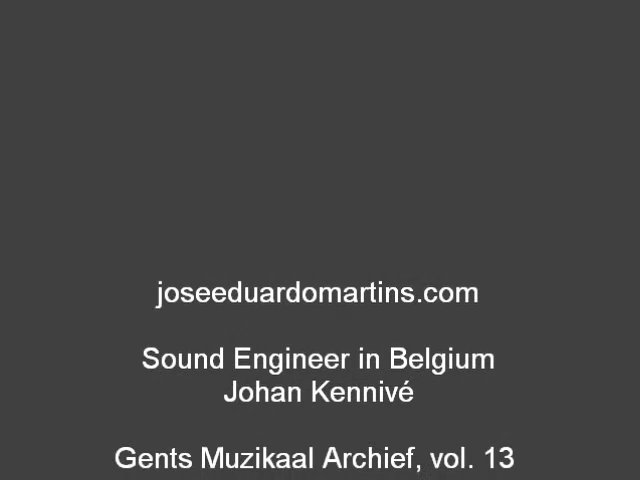 joseeduardomartins.com
Sound Engineer in Belgium
Johan Kennivé
Gents Muzikaal Archief, vol. 13